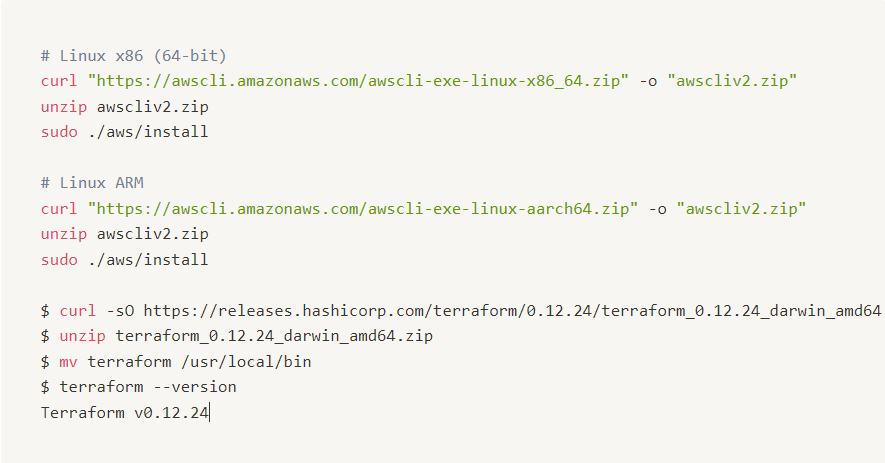 # Linux x86 (64-bit)
curl "https://awscli.amazonaws.com/awscli-exe-linux-x86_64.zip" -o "awscliv2.zip"
unzip awscliv2.zip
sudo ./aws/install
# Linux ARM
curl "https://awscli.amazonaws.com/awscli-exe-linux-aarch64.zip" -o "awscliv2.zip"
unzip awscliv2.zip
sudo ./aws/install
$ curl -sO https://releases.hashicorp.com/terraform/0.12.24/terraform_0.12.24_darwin_amd64
$ unzip terraform_0.12.24_darwin_amd64.zip
$ mv terraform /usr/local/bin
$ terraform --version
Terraform v0.12.24